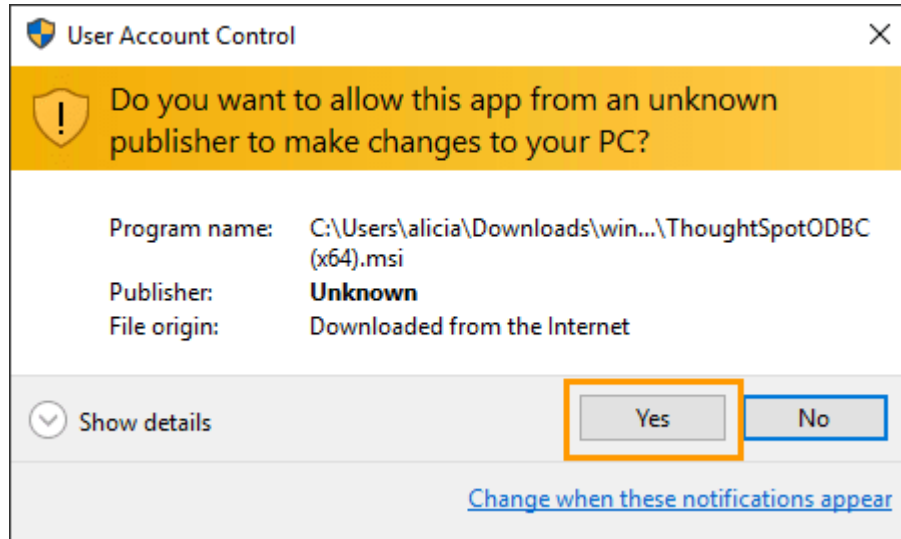 User Account Control
Do you want to allow this app from an unknown
publisher to make changes to your PC?
Program name: C:\Users\alicia\Downloads\win...\ThoughtSpotODBC
(x64).msi
Publisher: Unknown
File origin: Downloaded from the Internet
Show details Yes No
Change when these notifications appear